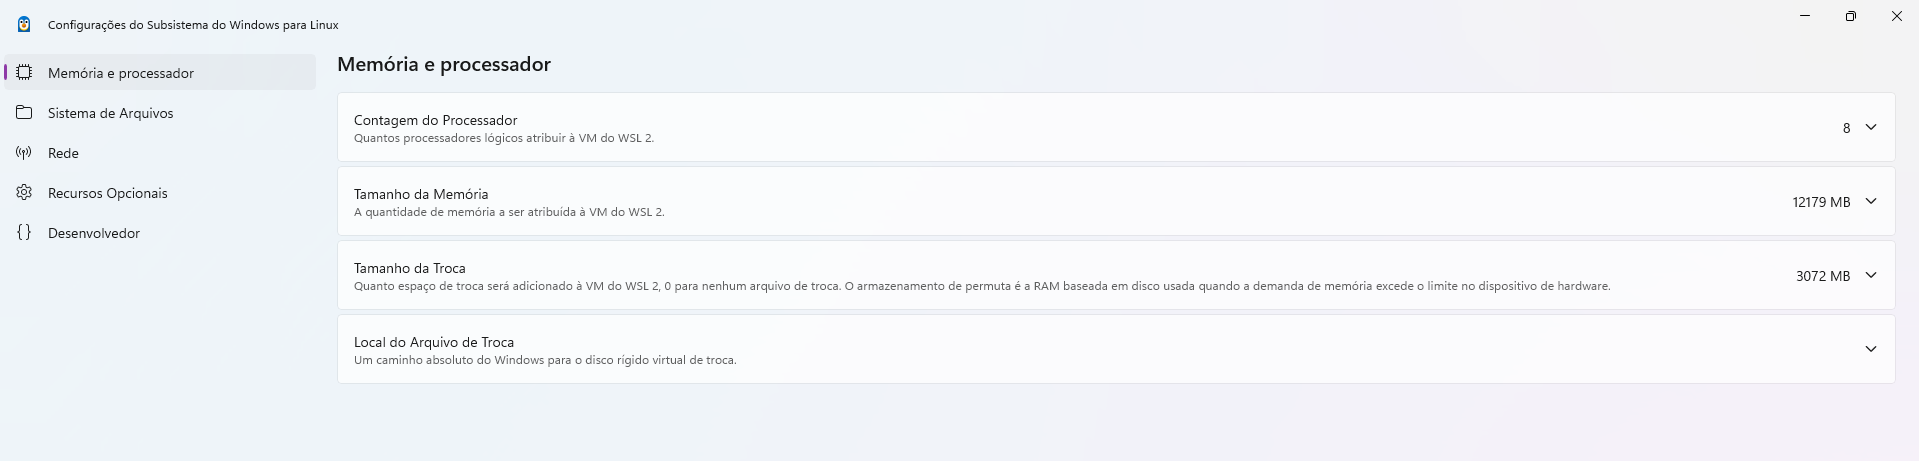 Configurações do Subsistema do Windows para Linux
Memória e processador
Sistema de Arquivos
Rede
Recursos Opcionais
Desenvolvedor
Memória e processador
Contagem do Processador
Quantos processadores lógicos atribuir à VM do WSL 2.
8
Tamanho da Memória
A quantidade de memória a ser atribuída à VM do WSL 2.
12179 MB
Tamanho da Troca
Quanto espaço de troca será adicionado à VM do WSL 2, 0 para nenhum arquivo de troca. O armazenamento de permuta é a RAM baseada em disco usada quando a demanda de memória excede o limite no dispositivo de hardware.
3072 MB
Local do Arquivo de Troca
Um caminho absoluto do Windows para o disco rígido virtual de troca.